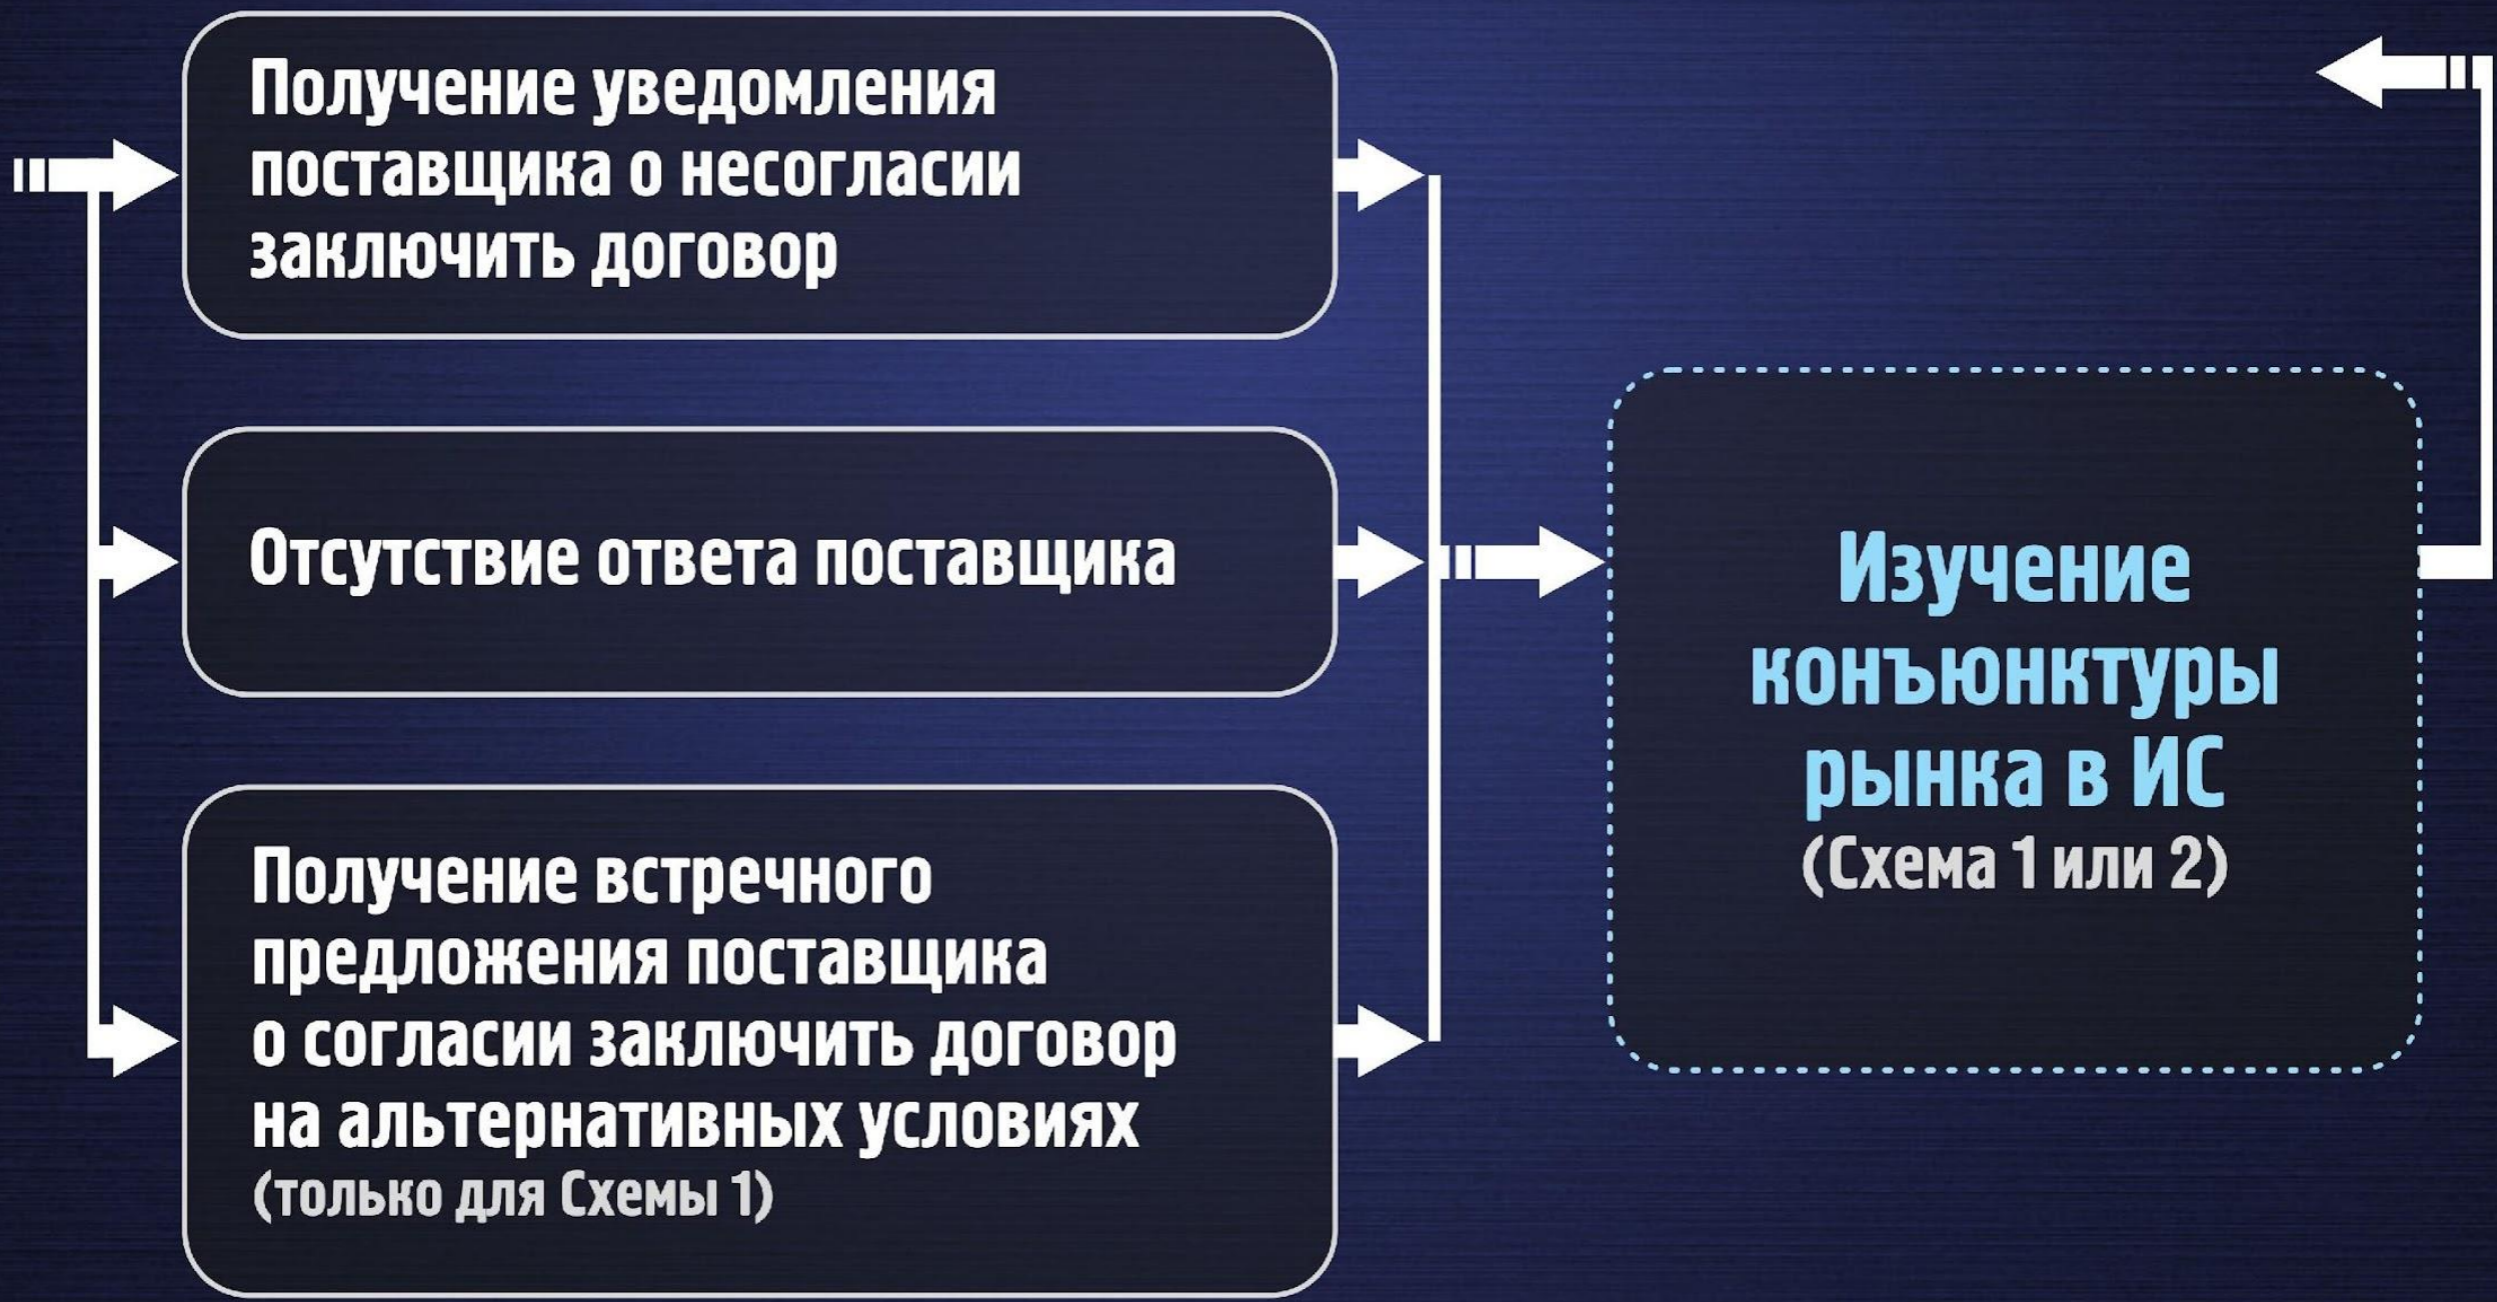 Получение уведомления
поставщика о несогласии
заключить договор
Отсутствие ответа поставщика
Получение встречного
предложения поставщика
о согласии заключить договор
на альтернативных условиях
(только для Схемы 1)
Изучение
конъюнктуры
рынка в ИС
(Схема 1 или 2)